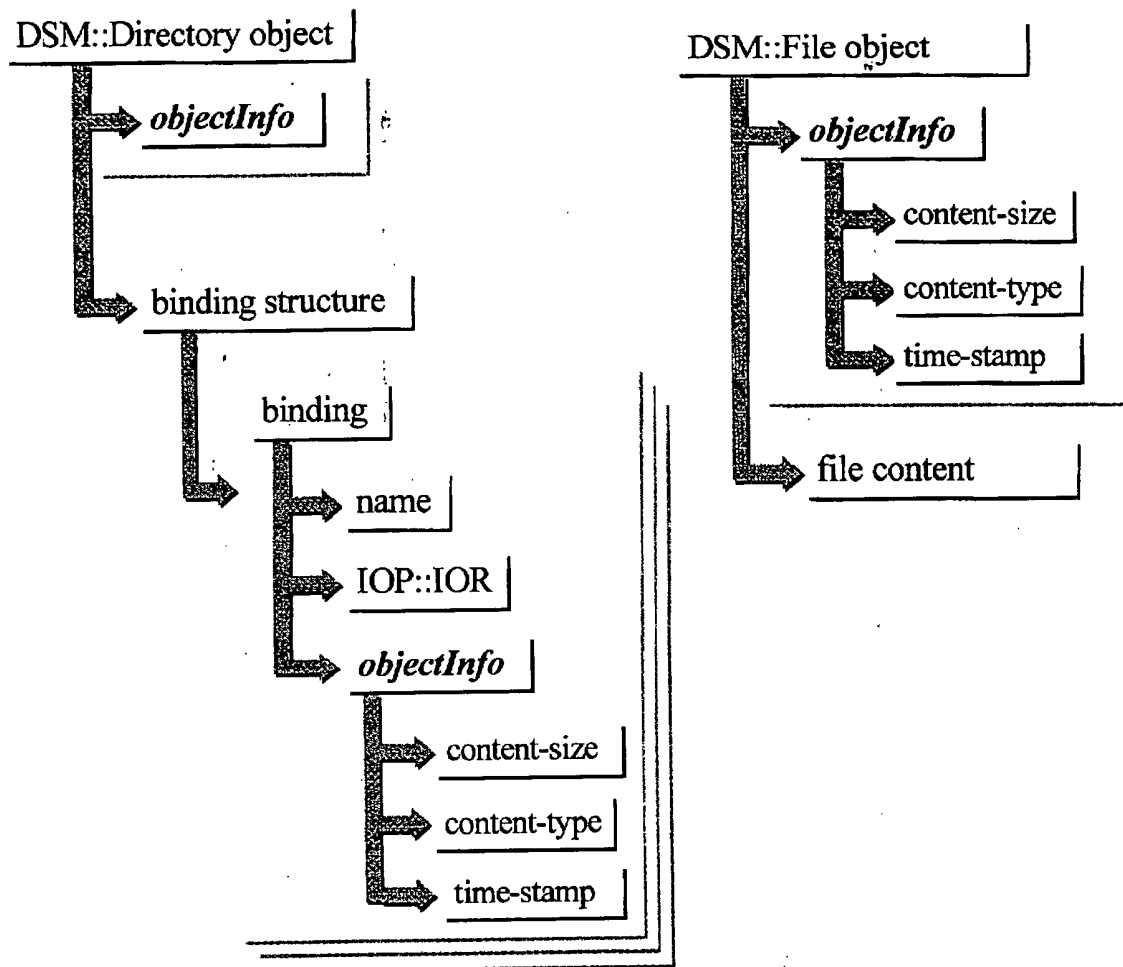 DSM::Directory object
objectInfo
binding structure
binding
name
IOP::IOR
objectInfo
content-size
content-type
time-stamp
DSM::File object
objectInfo
content-size
content-type
time-stamp
file content